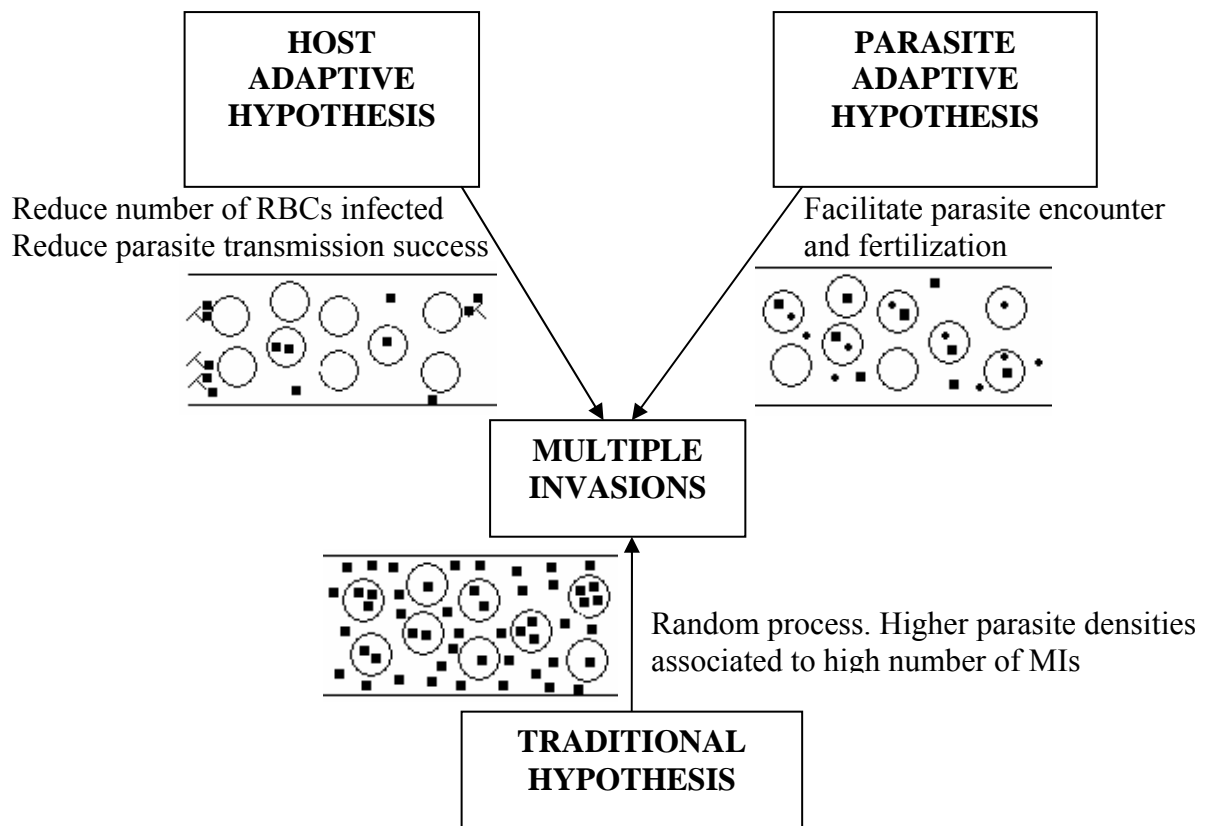 HOST
ADAPTIVE
HYPOTHESIS
PARASITE
ADAPTIVE
HYPOTHESIS
Reduce number of RBCs infected
Reduce parasite transmission success
Facilitate parasite encounter
and fertilization
MULTIPLE
INVASIONS
Random process. Higher parasite densities
associated to high number of MIs
TRADITIONAL
HYPOTHESIS